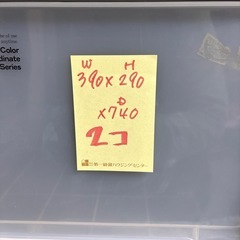 Color
dinate
Series
W H
390×290
D
×740
2コ